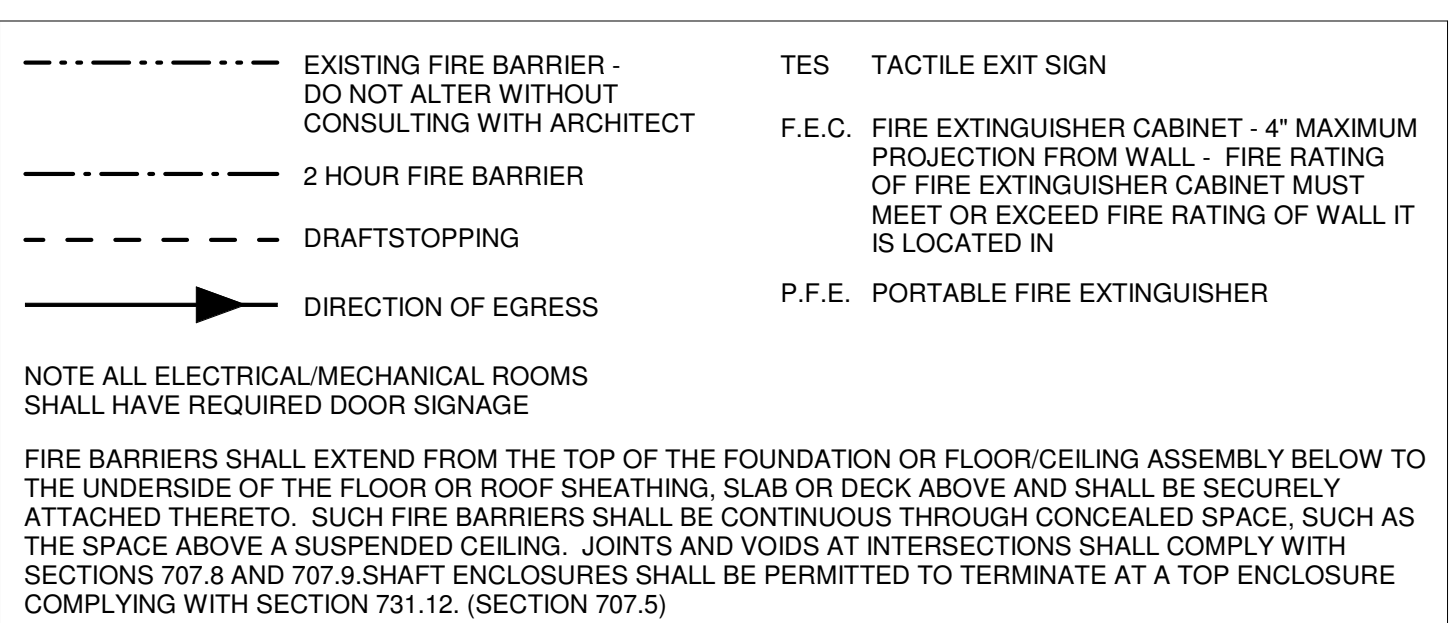 EXISTING FIRE BARRIER -
DO NOT ALTER WITHOUT
CONSULTING WITH ARCHITECT
2 HOUR FIRE BARRIER
DRAFTSTOPPING
DIRECTION OF EGRESS
TES TACTILE EXIT SIGN
F.E.C. FIRE EXTINGUISHER CABINET - 4" MAXIMUM
PROJECTION FROM WALL - FIRE RATING
OF FIRE EXTINGUISHER CABINET MUST
MEET OR EXCEED FIRE RATING OF WALL IT
IS LOCATED IN
P.F.E. PORTABLE FIRE EXTINGUISHER
NOTE ALL ELECTRICAL/MECHANICAL ROOMS
SHALL HAVE REQUIRED DOOR SIGNAGE
FIRE BARRIERS SHALL EXTEND FROM THE TOP OF THE FOUNDATION OR FLOOR/CEILING ASSEMBLY BELOW TO
THE UNDERSIDE OF THE FLOOR OR ROOF SHEATHING, SLAB OR DECK ABOVE AND SHALL BE SECURELY
ATTACHED THERETO. SUCH FIRE BARRIERS SHALL BE CONTINUOUS THROUGH CONCEALED SPACE, SUCH AS
THE SPACE ABOVE A SUSPENDED CEILING. JOINTS AND VOIDS AT INTERSECTIONS SHALL COMPLY WITH
SECTIONS 707.8 AND 707.9.SHAFT ENCLOSURES SHALL BE PERMITTED TO TERMINATE AT A TOP ENCLOSURE
COMPLYING WITH SECTION 731.12. (SECTION 707.5)